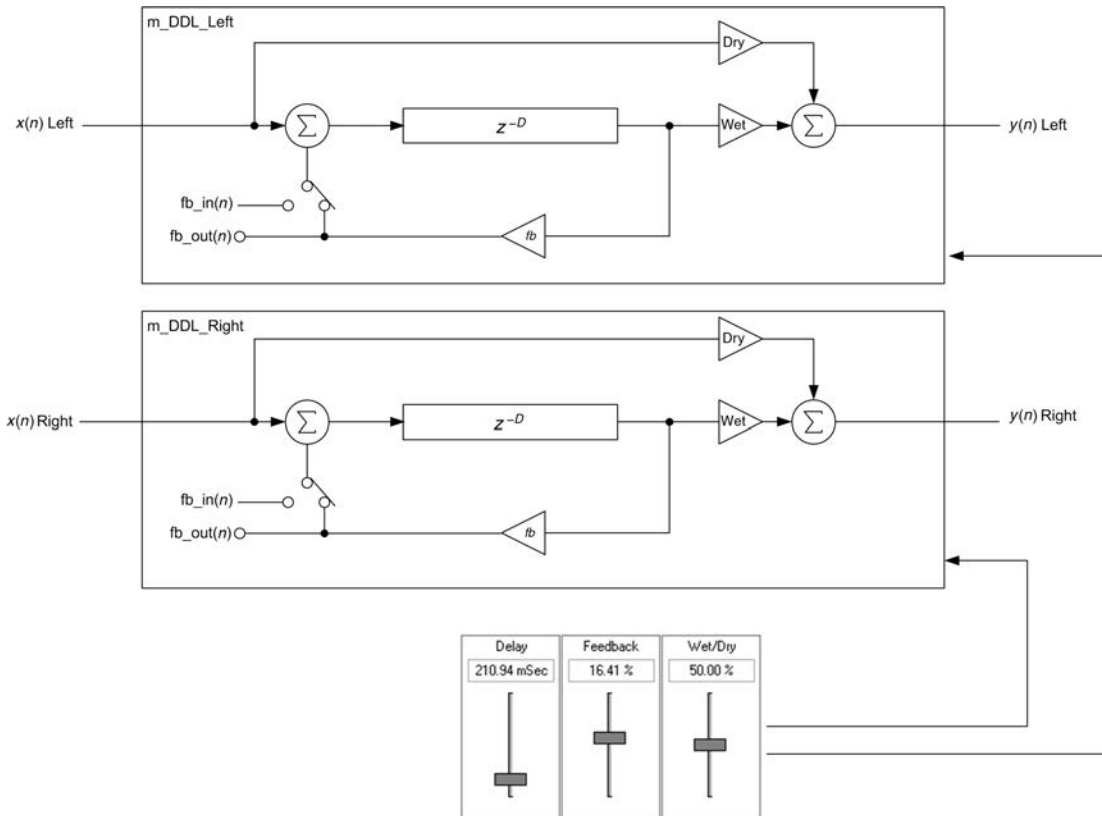 m_DDL_Left
Dry
x(n) Left
Σ
z⁻ᴰ
Wet
Σ
y(n) Left
fb_in(n)
fb_out(n)
fb
m_DDL_Right
Dry
x(n) Right
Σ
z⁻ᴰ
Wet
Σ
y(n) Right
fb_in(n)
fb_out(n)
fb
Delay
Feedback
Wet/Dry
210.94 mSec
16.41 %
50.00 %